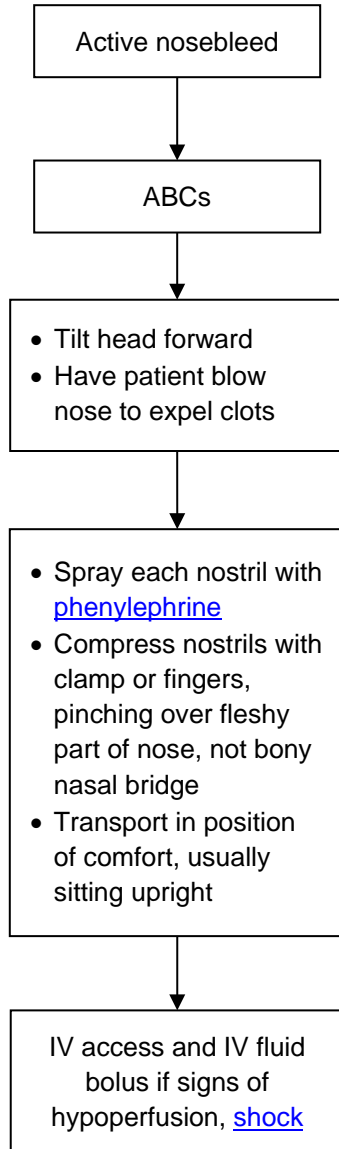 Active nosebleed
ABCs
• Tilt head forward
• Have patient blow
nose to expel clots
• Spray each nostril with
phenylephrine
• Compress nostrils with
clamp or fingers,
pinching over fleshy
part of nose, not bony
nasal bridge
• Transport in position
of comfort, usually
sitting upright
IV access and IV fluid
bolus if signs of
hypoperfusion, shock